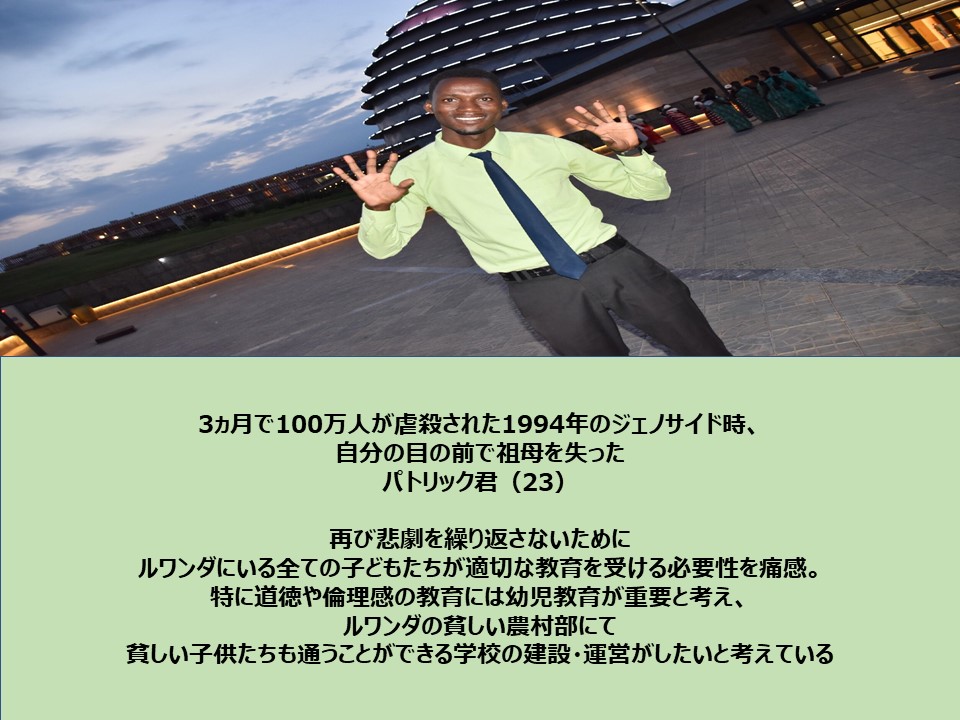 3ヵ月で100万人が虐殺された1994年のジェノサイド時、
自分の目の前で祖母を失った
パトリック君（23）
再び悲劇を繰り返さないために
ルワンダにいる全ての子どもたちが適切な教育を受ける必要性を痛感。
特に道徳や倫理感の教育には幼児教育が重要と考え、
ルワンダの貧しい農村部にて
貧しい子供たちも通うことができる学校の建設・運営がしたいと考えている